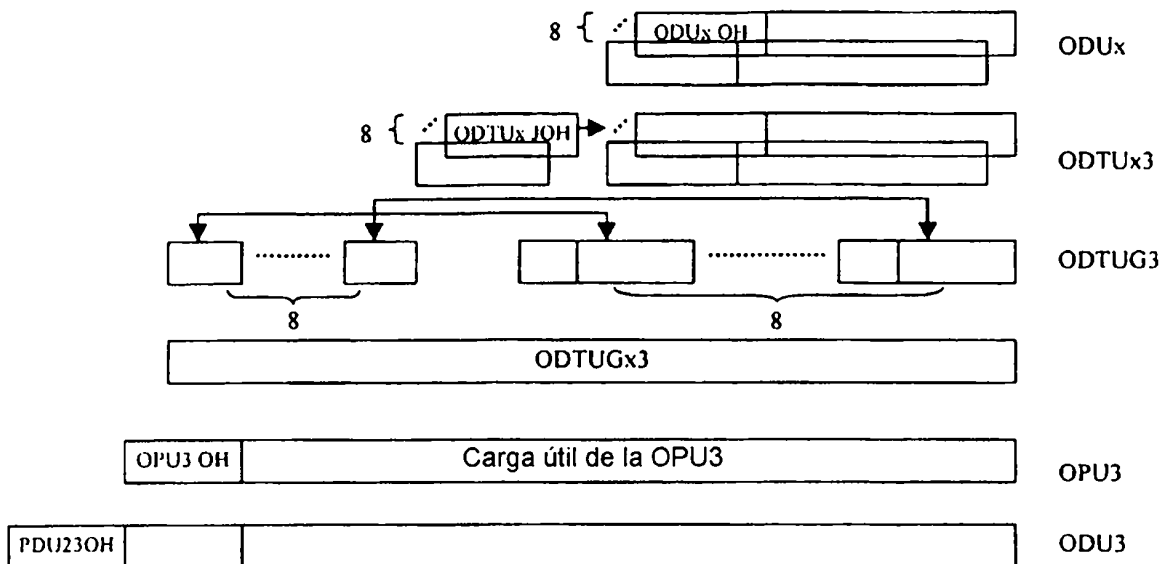 8 { ODUx OH ODUx
8 { ODTUx JOH ODTUx3
ODTUG3
8 8
ODTUGx3
OPU3 OH Carga útil de la OPU3 OPU3
PDU23OH ODU3